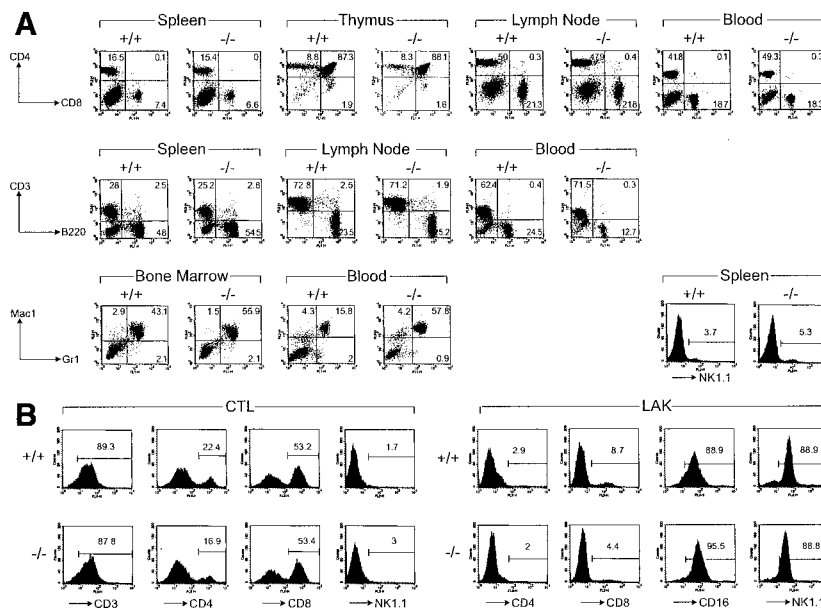 A
Spleen Thymus Lymph Node Blood
+/+ -/- +/+ -/- +/+ -/- +/+ -/-
CD4
16.5 0.1 15.4 0. 8.8 87.3 8.3 88.1 50 0.4 47.9 0.4 41.8 0.1 49.3 0.3
7.4 6.6 1.9 1.6 21.3 21.8 18.7 18.3
CD8
Spleen Lymph Node Blood
+/+ -/- +/+ -/- +/+ -/-
CD3
28 2.5 25.2 2.8 72.8 2.5 71.2 1.9 62.4 0.4 71.5 0.3
48 54.5 23.5 5.2 24.5 12.7
B220
Bone Marrow Blood Spleen
+/+ -/- +/+ -/- +/+ -/-
Mac1
2.9 43.1 1.5 55.9 4.3 15.8 4.2 57.8
3.7 5.3
2.1 2.1 2 0.9
Gr1
NK1.1
B
CTL LAK
+/+ 89.3 22.4 53.2 1.7 +/+ 2.9 8.7 88.9 88.9
-/- 87.8 16.9 53.4 3 -/- 2 4.4 95.5 88.8
CD3 CD4 CD8 NK1.1 CD4 CD8 CD16 NK1.1